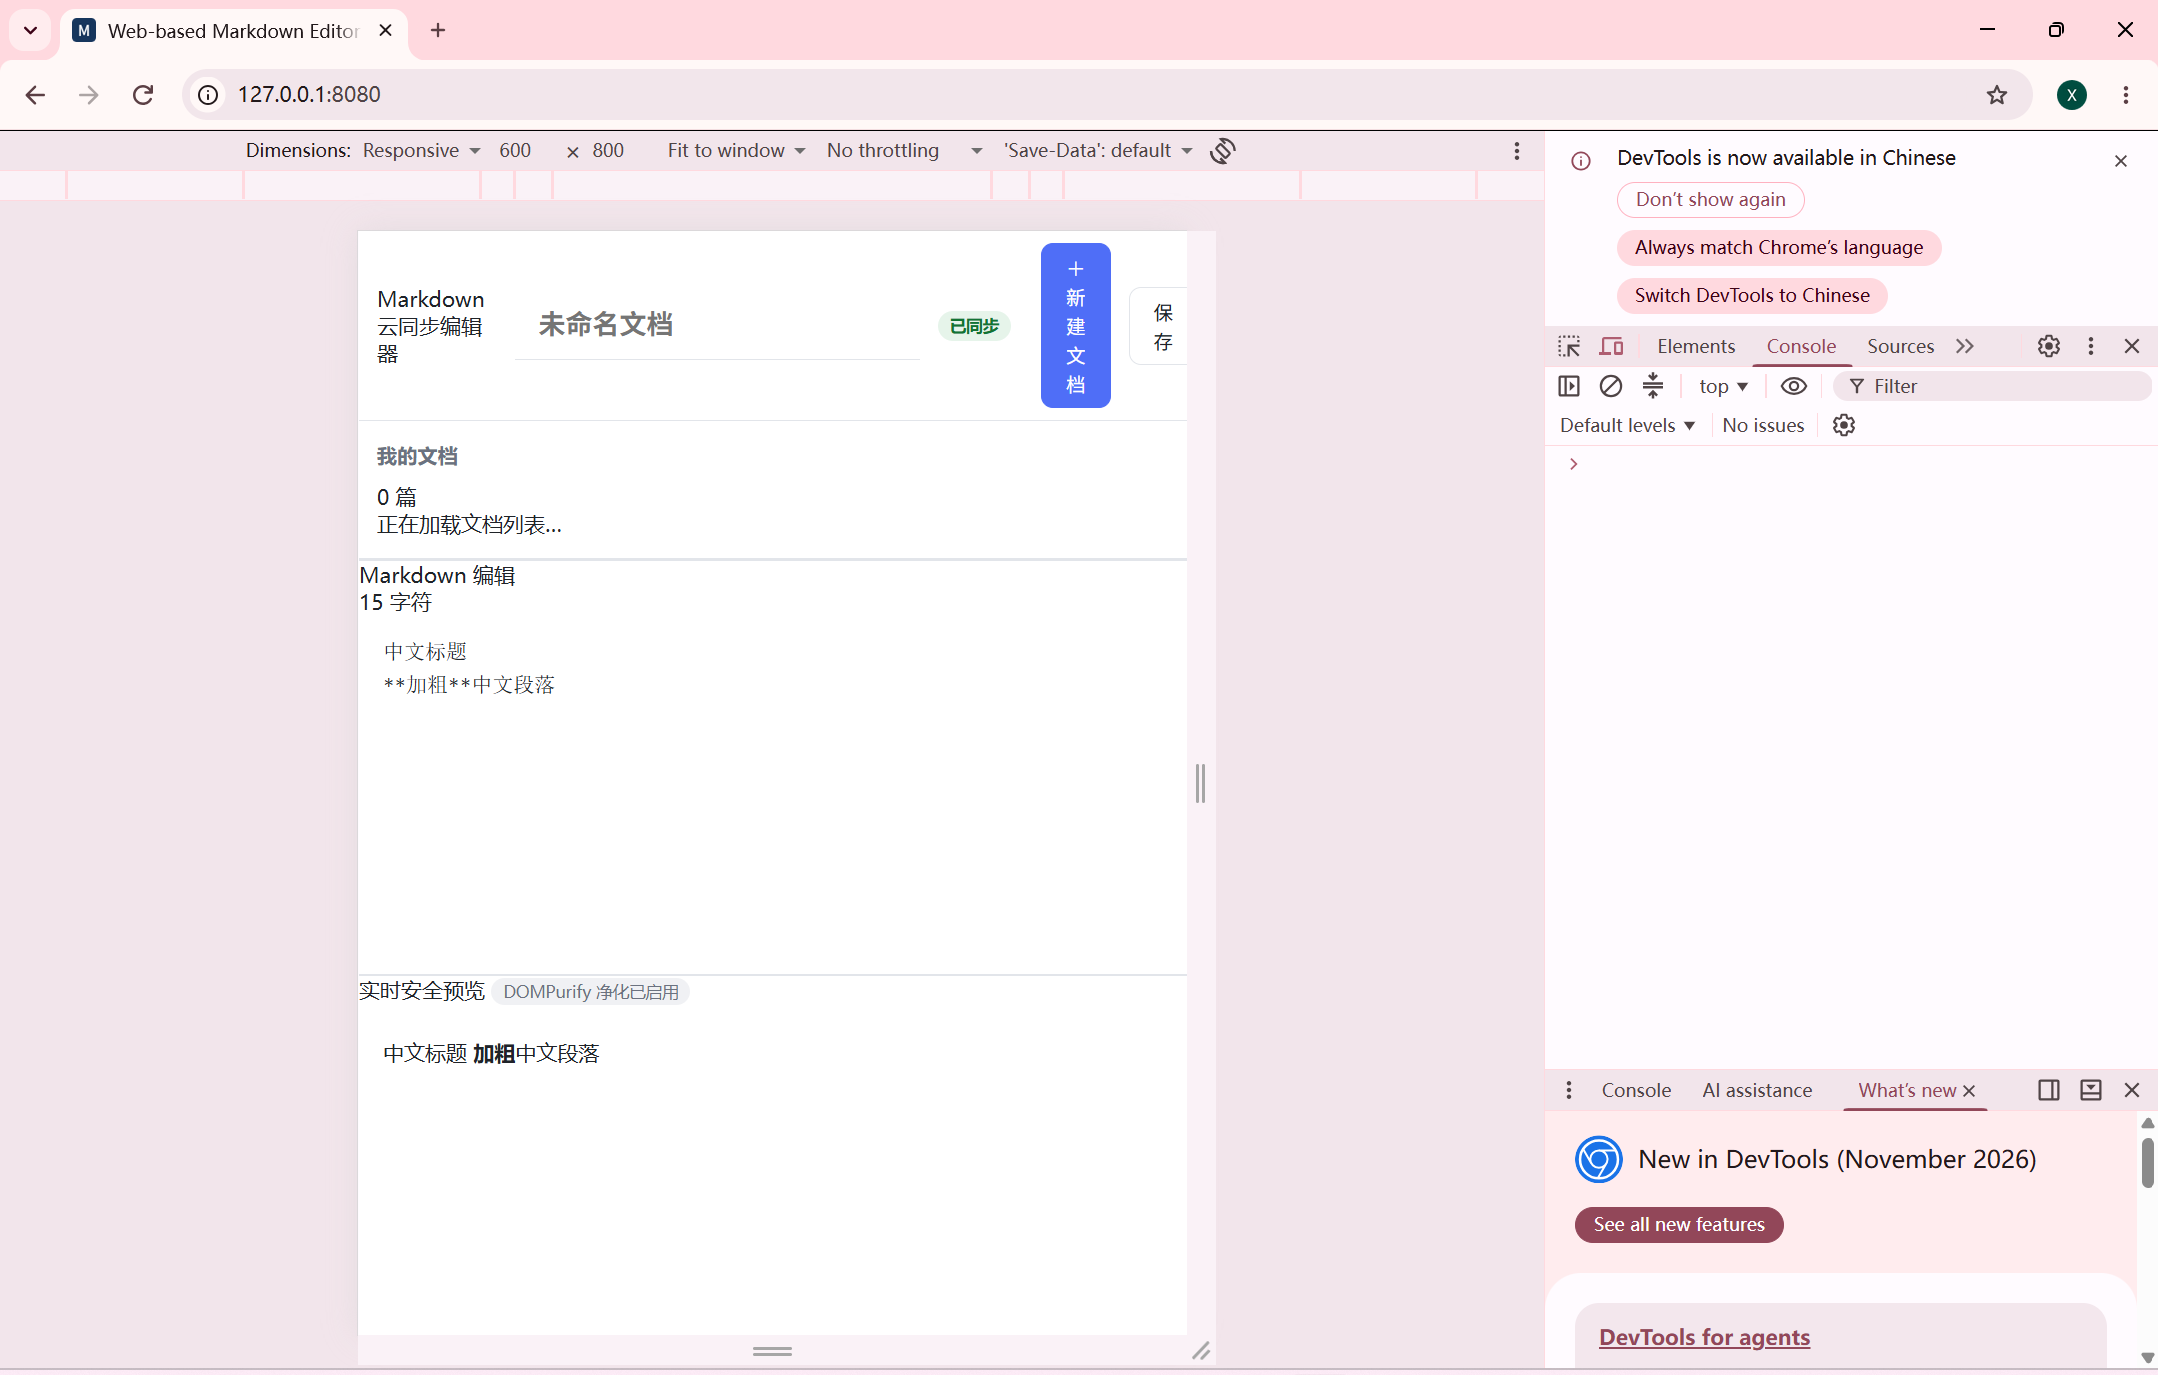 Web-based Markdown Editor
127.0.0.1:8080
Dimensions: Responsive 600 × 800 Fit to window No throttling 'Save-Data': default
Markdown
云同步编辑
器
未命名文档
已同步
＋
新
建
文
档
保
存
我的文档
0 篇
正在加载文档列表...
Markdown 编辑
15 字符
中文标题
**加粗**中文段落
实时安全预览 DOMPurify 净化已启用
中文标题 加粗中文段落
DevTools is now available in Chinese
Don't show again
Always match Chrome's language
Switch DevTools to Chinese
Elements Console Sources
top Filter
Default levels No issues
Console AI assistance What's new
New in DevTools (November 2026)
See all new features
DevTools for agents
M
X